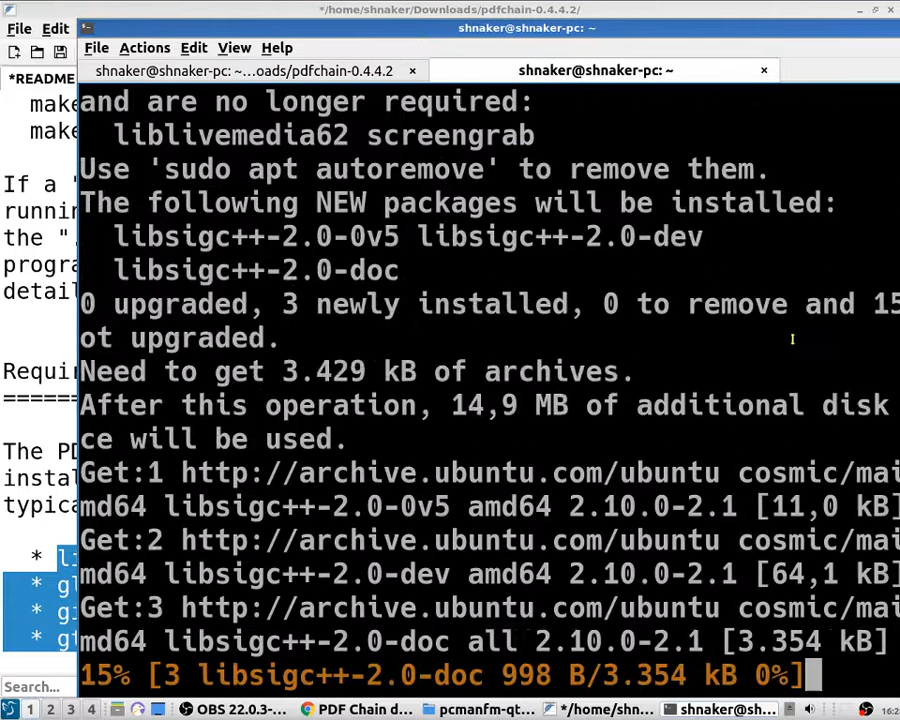 */home/shnaker/Downloads/pdfchain-0.4.4.2/
File Edit
shnaker@shnaker-pc: ~
File Actions Edit View Help
*README
shnaker@shnaker-pc: ~...oads/pdfchain-0.4.4.2 ×
shnaker@shnaker-pc: ~ ×
make
make
If a "
the ".
Requi
======
The PD
* 
* gl
* 
* gt
and are no longer required:
liblivemedia62 screengrab
Use 'sudo apt autoremove' to remove them.
The following NEW packages will be installed:
libsigc++-2.0-0v5 libsigc++-2.0-dev
libsigc++-2.0-doc
0 upgraded, 3 newly installed, 0 to remove and 15
ot upgraded.
Need to get 3.429 kB of archives.
After this operation, 14,9 MB of additional disk
ce will be used.
Get:1 http://archive.ubuntu.com/ubuntu cosmic/mai
md64 libsigc++-2.0-0v5 amd64 2.10.0-2.1 [11,0 kB]
Get:2 http://archive.ubuntu.com/ubuntu cosmic/mai
md64 libsigc++-2.0-dev amd64 2.10.0-2.1 [64,1 kB]
Get:3 http://archive.ubuntu.com/ubuntu cosmic/mai
md64 libsigc++-2.0-doc all 2.10.0-2.1 [3.354 kB]
15% [3 libsigc++-2.0-doc 998 B/3.354 kB 0%]
Search...
1 2 3 4 OBS 22.0.3-... PDF Chain d... pcmanfm-qt... */home/shn... shnaker@sh... 16:2